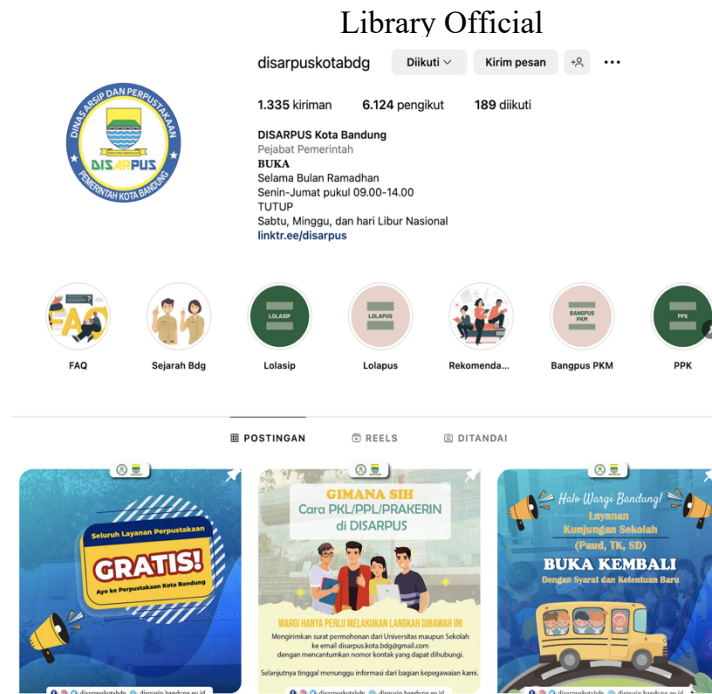 Library Official
disarpuskotabdg Diikuti Kirim pesan
1.335 kiriman 6.124 pengikut 189 diikuti
DISARPUS Kota Bandung
Pejabat Pemerintah
BUKA
Selama Bulan Ramadhan
Senin-Jumat pukul 09.00-14.00
TUTUP
Sabtu, Minggu, dan hari Libur Nasional
linktr.ee/disarpus
DINAS ARSIP DAN PERPUSTAKAAN
DISARPUS
PEMERINTAH KOTA BANDUNG
FAQ
LOLASIP
LOLAPUS
BANGPUS
PKM
PPK
FAQ Sejarah Bdg Lolasip Lolapus Rekomenda... Bangpus PKM PPK
POSTINGAN REELS DITANDAI
Seluruh Layanan Perpustakaan
GRATIS!
Ayo ke Perpustakaan Kota Bandung
GIMANA SIH
Cara PKL/PPL/PRAKERIN
di DISARPUS
WARGI HANYA PERLU MELAKUKAN LANGKAH DIBAWAH INI
Mengirimkan surat permohonan dari Universitas maupun Sekolah
ke email disarpus.kota.bdg@gmail.com
dengan mencantumkan nomor kontak yang dapat dihubungi.
Selanjutnya tinggal menunggu informasi dari bagian kepegawaian kami.
Halo Wargi Bandung!
Layanan
Kunjungan Sekolah
(Paud, TK, SD)
BUKA KEMBALI
Dengan Syarat dan Ketentuan Baru